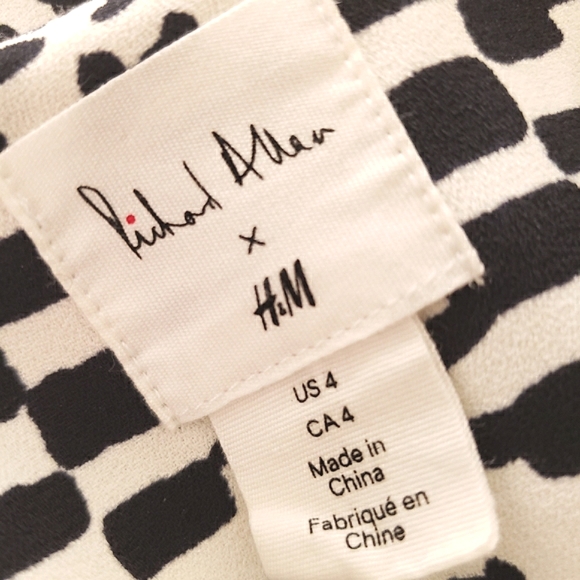 Richard Allan
x
H&M
US 4
CA 4
Made in
China
Fabriqué en
Chine